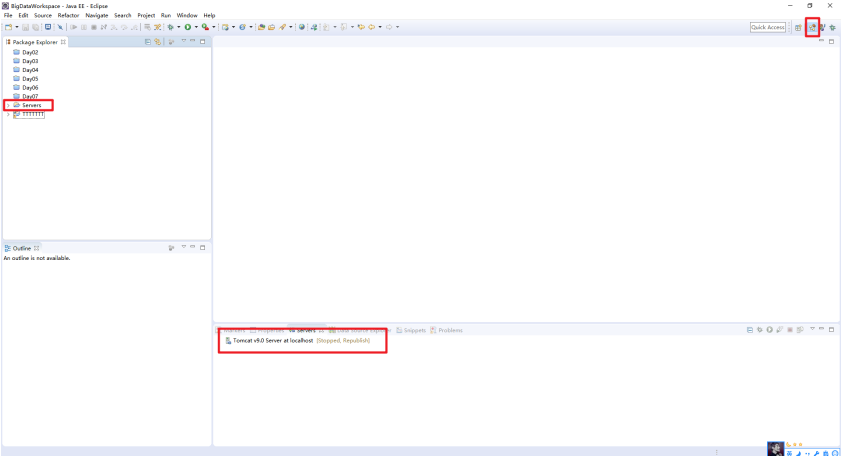 BigDataWorkspace - Java EE - Eclipse
File Edit Source Refactor Navigate Search Project Run Window Help
Quick Access
Package Explorer
Day02
Day03
Day04
Day05
Day06
Day07
Servers
TTTTTTT
Outline
An outline is not available.
Markers Properties Servers Data Source Explorer Snippets Problems
Tomcat v9.0 Server at localhost [Stopped, Republish]
英